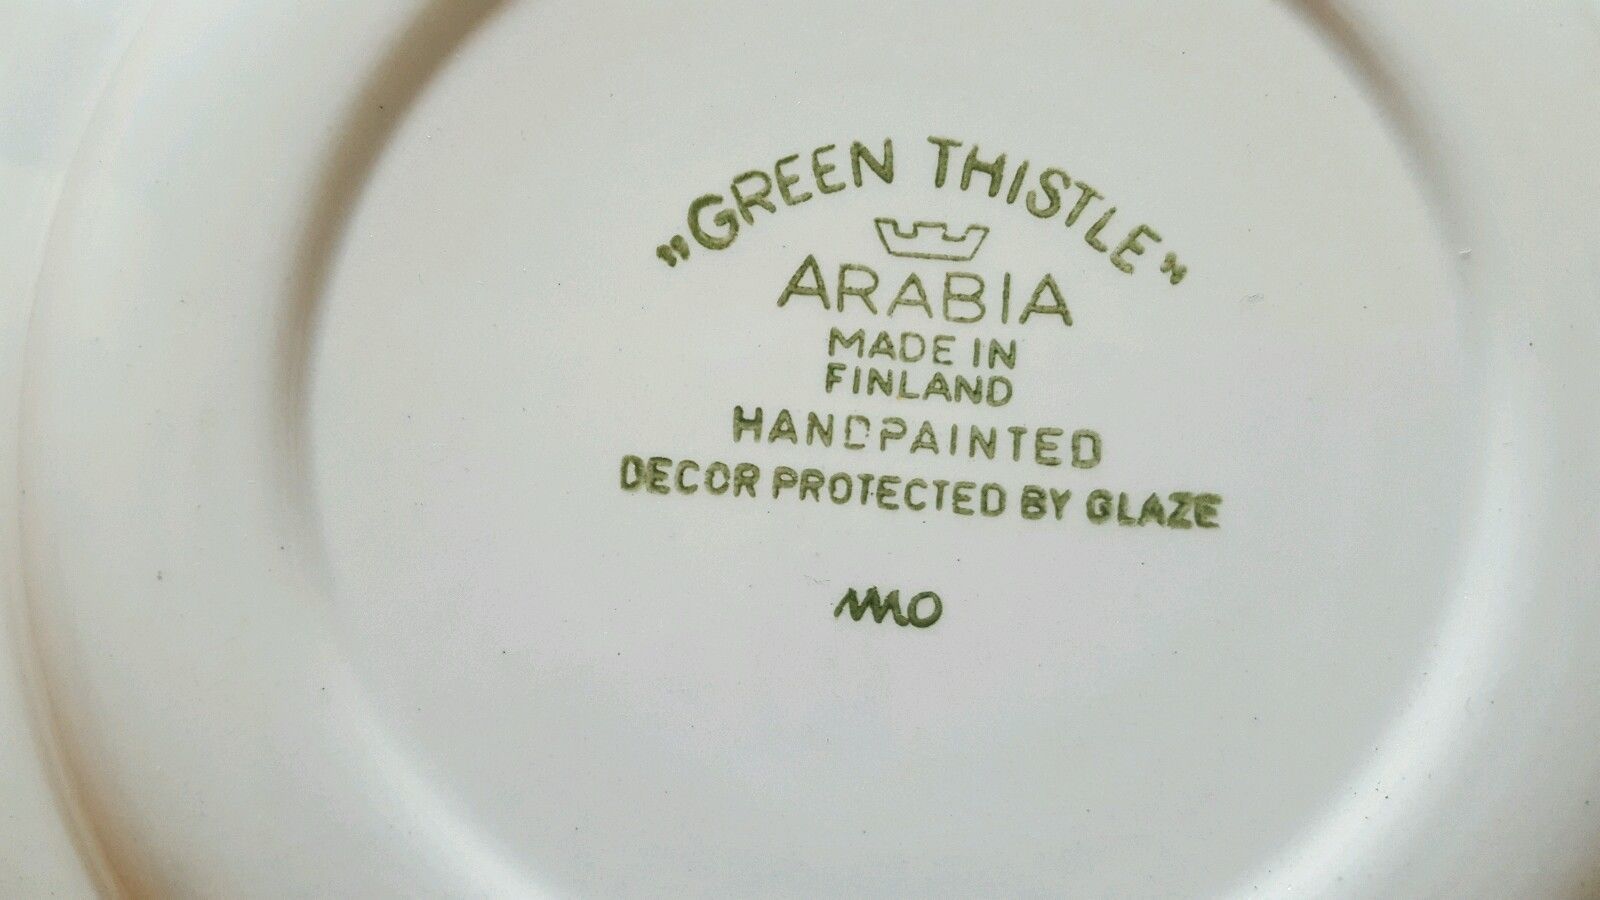 „GREEN THISTLE”
ARABIA
MADE IN
FINLAND
HANDPAINTED
DECOR PROTECTED BY GLAZE